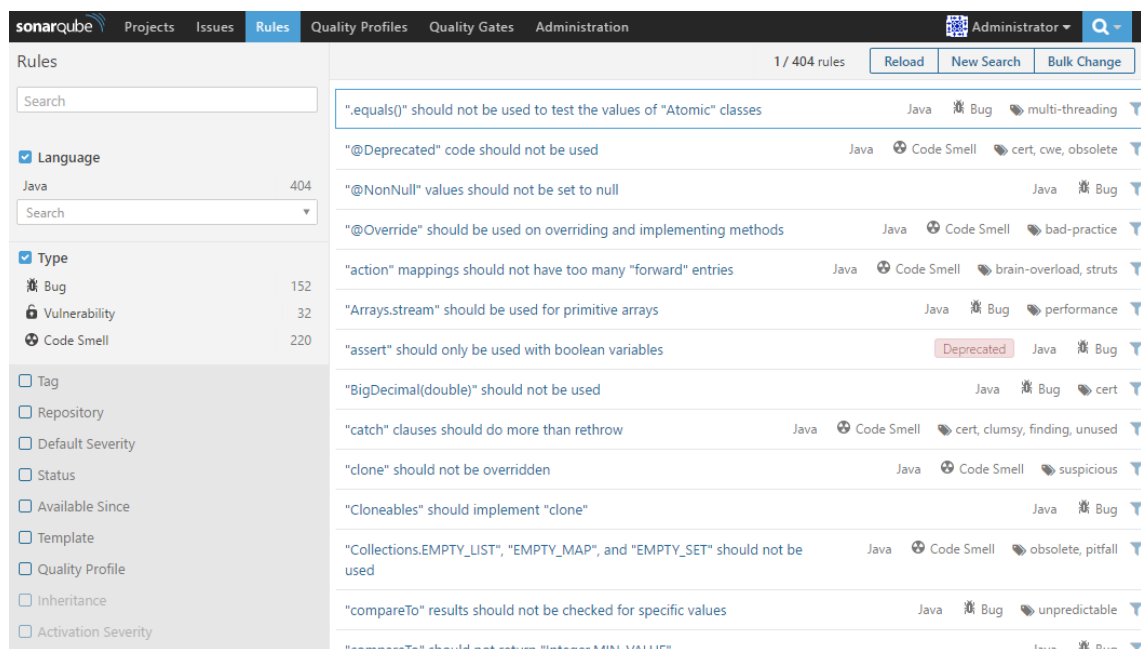 sonarqube Projects Issues Rules Quality Profiles Quality Gates Administration Administrator
Rules
1 / 404 rules Reload New Search Bulk Change
Search
Language
Java 404
Search
Type
Bug 152
Vulnerability 32
Code Smell 220
Tag
Repository
Default Severity
Status
Available Since
Template
Quality Profile
Inheritance
Activation Severity
".equals()" should not be used to test the values of "Atomic" classes Java Bug multi-threading
"@Deprecated" code should not be used Java Code Smell cert, cwe, obsolete
"@NonNull" values should not be set to null Java Bug
"@Override" should be used on overriding and implementing methods Java Code Smell bad-practice
"action" mappings should not have too many "forward" entries Java Code Smell brain-overload, struts
"Arrays.stream" should be used for primitive arrays Java Bug performance
"assert" should only be used with boolean variables Deprecated Java Bug
"BigDecimal(double)" should not be used Java Bug cert
"catch" clauses should do more than rethrow Java Code Smell cert, clumsy, finding, unused
"clone" should not be overridden Java Code Smell suspicious
"Cloneables" should implement "clone" Java Bug
"Collections.EMPTY_LIST", "EMPTY_MAP", and "EMPTY_SET" should not be Java Code Smell obsolete, pitfall
used
"compareTo" results should not be checked for specific values Java Bug unpredictable
"compareTo" should not return "Integer.MIN_VALUE" Java Bug